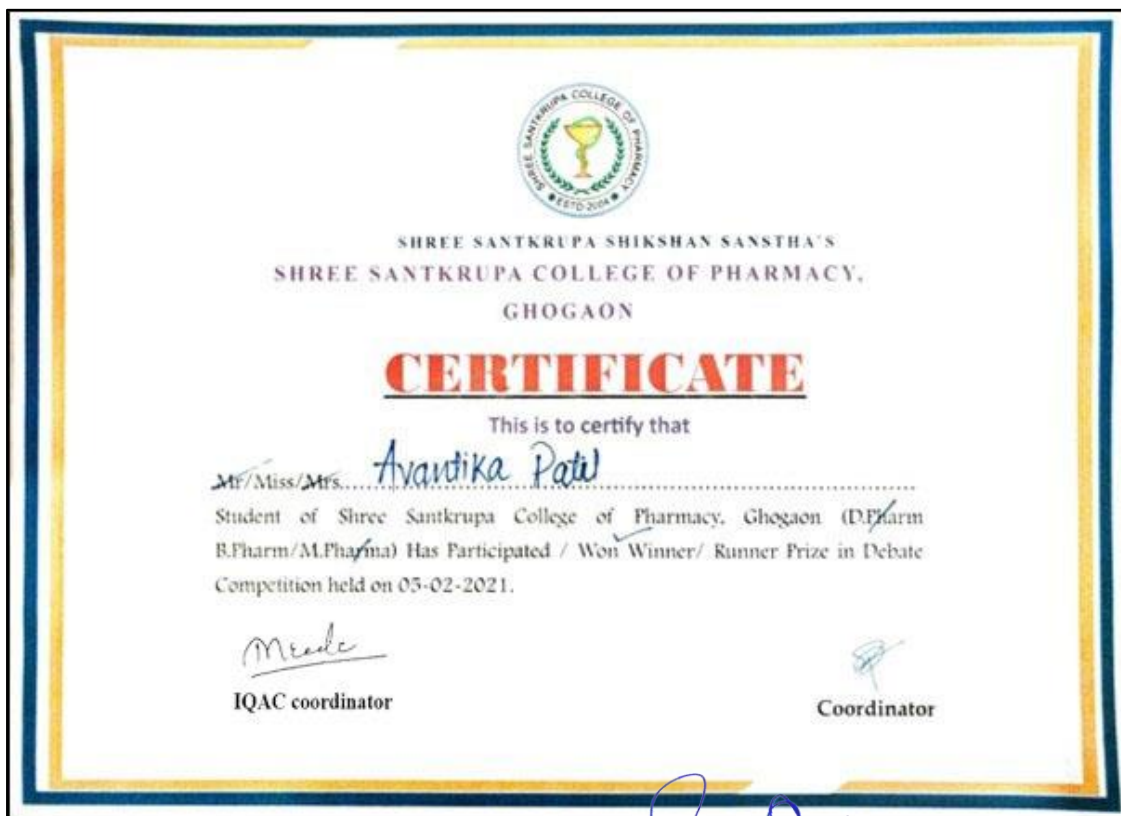 SHREE SANTKRUPA COLLEGE OF PHARMACY
ESTD-2004
SHREE SANTKRUPA SHIKSHAN SANSTHA'S
SHREE SANTKRUPA COLLEGE OF PHARMACY,
GHOGAON
CERTIFICATE
This is to certify that
Mr/Miss/Mrs. Avantika Patil
Student of Shree Santkrupa College of Pharmacy, Ghogaon (D.Pharm
B.Pharm/M.Pharma) Has Participated / Won Winner/ Runner Prize in Debate
Competition held on 05-02-2021.
IQAC coordinator
Coordinator